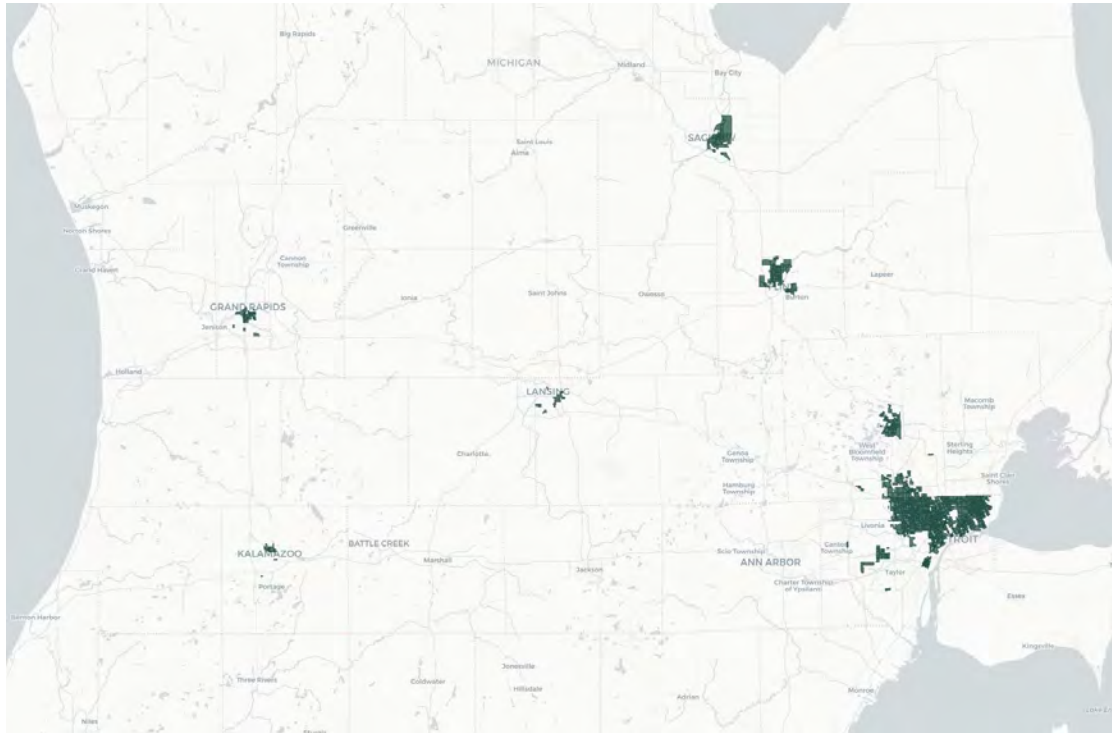 Big Rapids
MICHIGAN
Midland
Bay City
Saint Louis
Alma
Muskegon
Norton Shores
Grand Haven
Greenville
Cannon
Township
GRAND RAPIDS
Jenison
Ionia
Saint Johns
Owosso
Lapeer
Burton
Holland
LANSING
Charlotte
Macomb
Township
West
Bloomfield
Township
Sterling
Heights
Genoa
Township
Hamburg
Township
Saint Clair
Shores
Livonia
KALAMAZOO
BATTLE CREEK
Marshall
Jackson
Scio Township
ANN ARBOR
Canton
Township
Taylor
Charter Township
of Ypsilanti
Portage
Essex
Benton Harbor
Kingsville
Three Rivers
Coldwater
Jonesville
Hillsdale
Adrian
Monroe
Niles